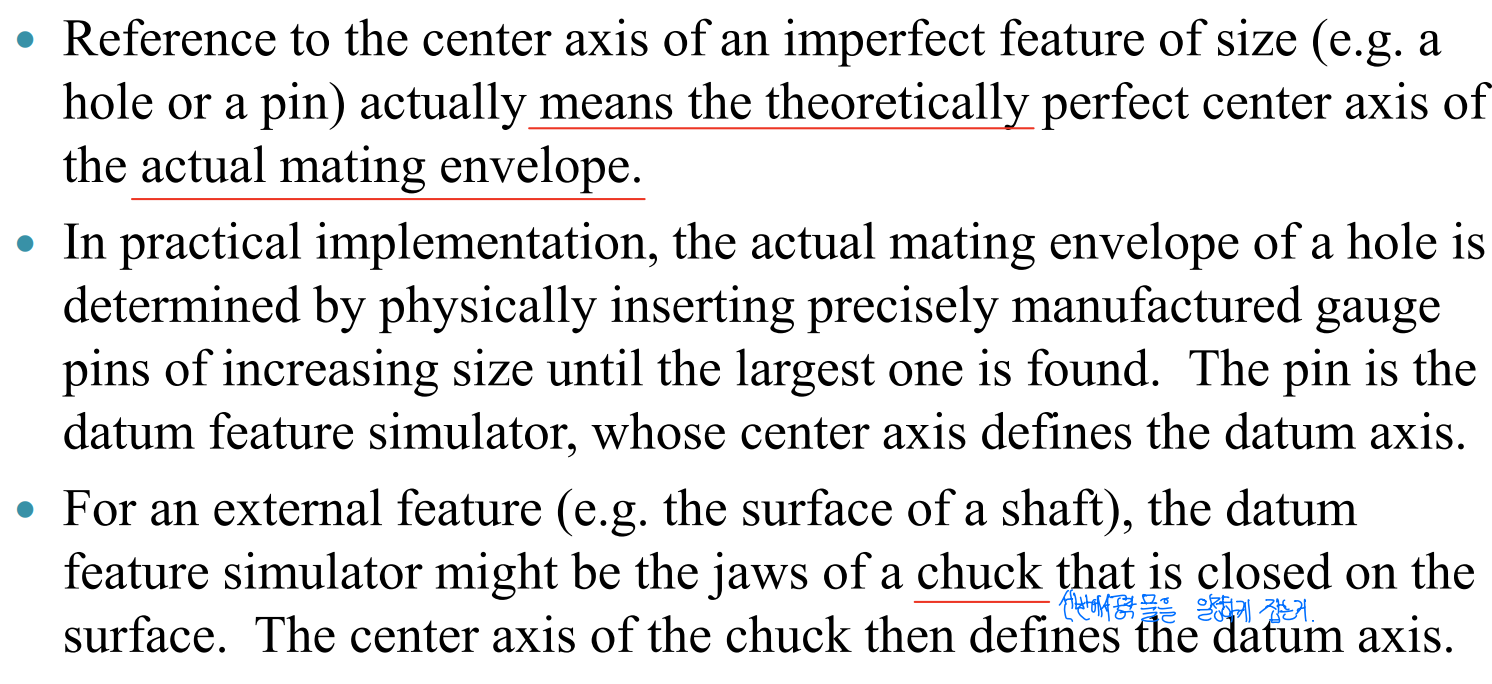 • Reference to the center axis of an imperfect feature of size (e.g. a
hole or a pin) actually means the theoretically perfect center axis of
the actual mating envelope.
• In practical implementation, the actual mating envelope of a hole is
determined by physically inserting precisely manufactured gauge
pins of increasing size until the largest one is found.  The pin is the
datum feature simulator, whose center axis defines the datum axis.
• For an external feature (e.g. the surface of a shaft), the datum
feature simulator might be the jaws of a chuck that is closed on the
선반에서 물을 잡는거.
surface.  The center axis of the chuck then defines the datum axis.